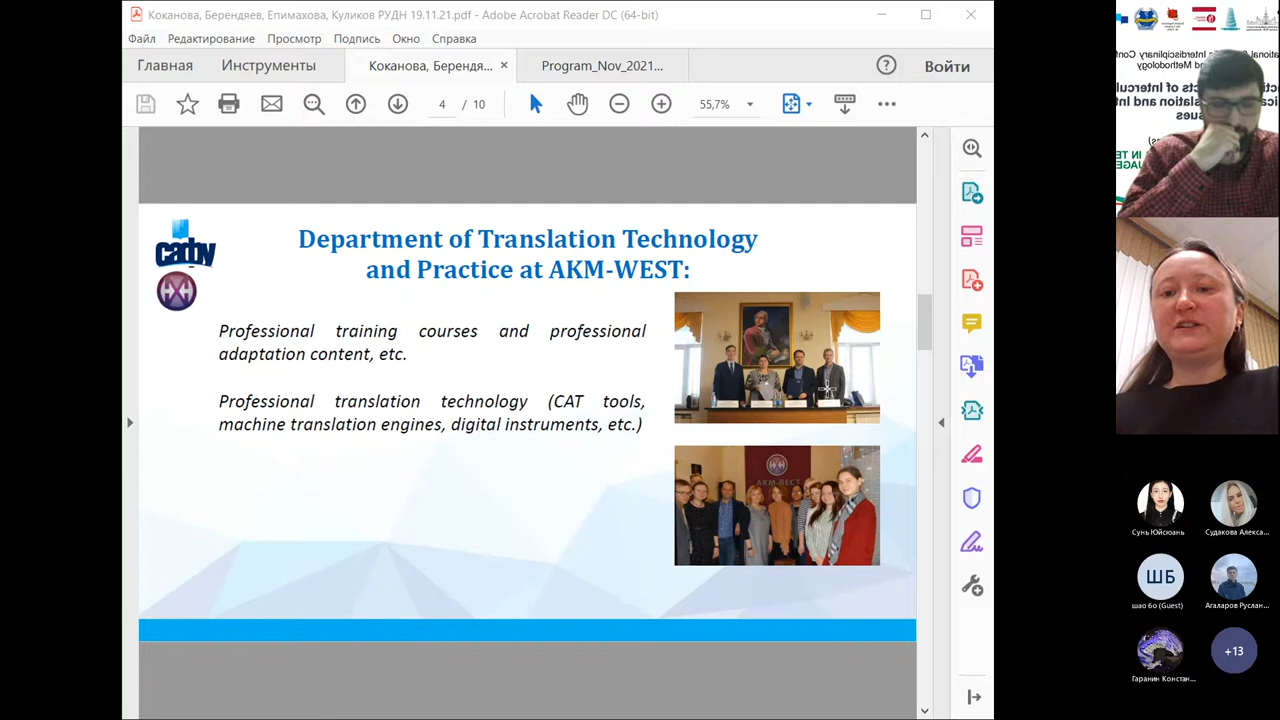 Коканова, Берендяев, Епимахова, Куликов РУДН 19.11.21.pdf - Adobe Acrobat Reader DC (64-bit)
Файл Редактирование Просмотр Подпись Окно Справка
Главная Инструменты Коканова, Берендя... Program_Nov_2021... Войти
4 / 10 55,7%
сафу
Department of Translation Technology
and Practice at AKM-WEST:
Professional training courses and professional
adaptation content, etc.
Professional translation technology (CAT tools,
machine translation engines, digital instruments, etc.)
АКМ-ВЕСТ
Сунь Юйсюань
Судакова Алекса...
ШБ
шао бо (Guest)
Агаларов Руслан...
Гаранин Констан...
+13